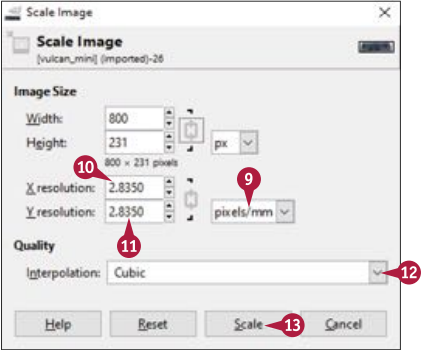 Scale Image
Scale Image
[vulcan_mini] (imported)-26
Image Size
Width: 800
Height: 231 px
800 × 231 pixels
10 9
X resolution: 2.8350
Y resolution: 2.8350 pixels/mm
11
Quality
Interpolation: Cubic 12
Help Reset Scale 13 Cancel